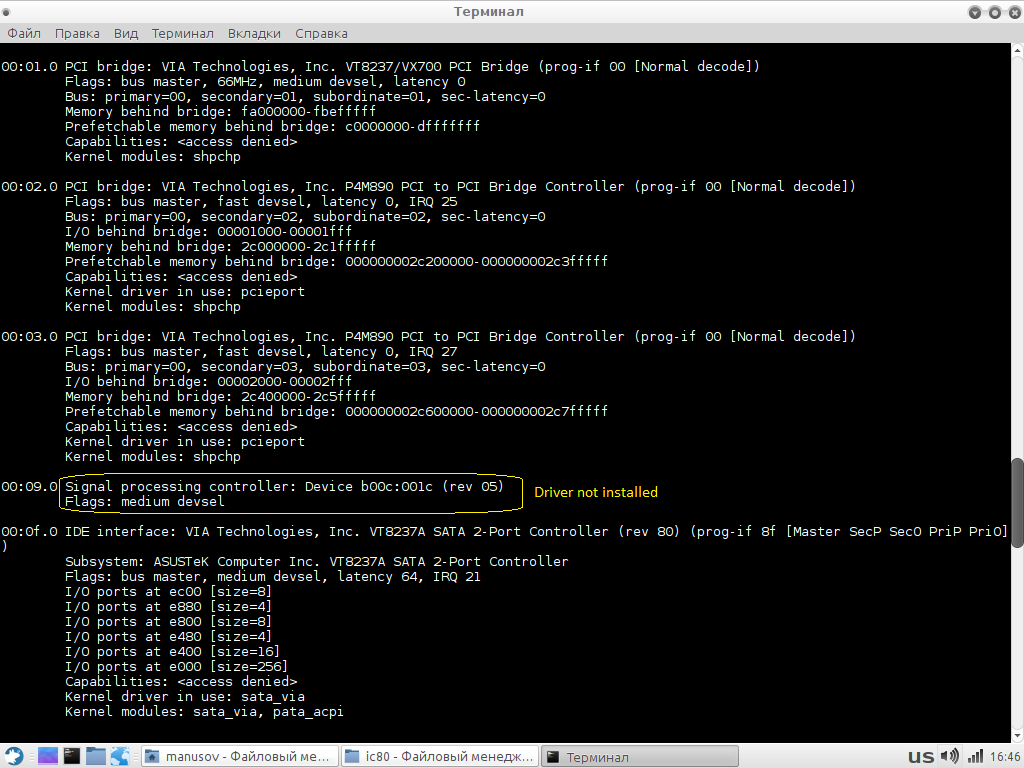 Терминал
Файл Правка Вид Терминал Вкладки Справка
00:01.0 PCI bridge: VIA Technologies, Inc. VT8237/VX700 PCI Bridge (prog-if 00 [Normal decode])
Flags: bus master, 66MHz, medium devsel, latency 0
Bus: primary=00, secondary=01, subordinate=01, sec-latency=0
Memory behind bridge: fa000000-fbefffff
Prefetchable memory behind bridge: c0000000-dfffffff
Capabilities: <access denied>
Kernel modules: shpchp
00:02.0 PCI bridge: VIA Technologies, Inc. P4M890 PCI to PCI Bridge Controller (prog-if 00 [Normal decode])
Flags: bus master, fast devsel, latency 0, IRQ 25
Bus: primary=00, secondary=02, subordinate=02, sec-latency=0
I/O behind bridge: 00001000-00001fff
Memory behind bridge: 2c000000-2c1fffff
Prefetchable memory behind bridge: 000000002c200000-000000002c3fffff
Capabilities: <access denied>
Kernel driver in use: pcieport
Kernel modules: shpchp
00:03.0 PCI bridge: VIA Technologies, Inc. P4M890 PCI to PCI Bridge Controller (prog-if 00 [Normal decode])
Flags: bus master, fast devsel, latency 0, IRQ 27
Bus: primary=00, secondary=03, subordinate=03, sec-latency=0
I/O behind bridge: 00002000-00002fff
Memory behind bridge: 2c400000-2c5fffff
Prefetchable memory behind bridge: 000000002c600000-000000002c7fffff
Capabilities: <access denied>
Kernel driver in use: pcieport
Kernel modules: shpchp
00:09.0 Signal processing controller: Device b00c:001c (rev 05)
Flags: medium devsel
Driver not installed
00:0f.0 IDE interface: VIA Technologies, Inc. VT8237A SATA 2-Port Controller (rev 80) (prog-if 8f [Master SecP SecO PriP PriO]
)
Subsystem: ASUSTeK Computer Inc. VT8237A SATA 2-Port Controller
Flags: bus master, medium devsel, latency 64, IRQ 21
I/O ports at ec00 [size=8]
I/O ports at e880 [size=4]
I/O ports at e800 [size=8]
I/O ports at e480 [size=4]
I/O ports at e400 [size=16]
I/O ports at e000 [size=256]
Capabilities: <access denied>
Kernel driver in use: sata_via
Kernel modules: sata_via, pata_acpi
manusov - Файловый ме... ic80 - Файловый менедж... Терминал us 16:46